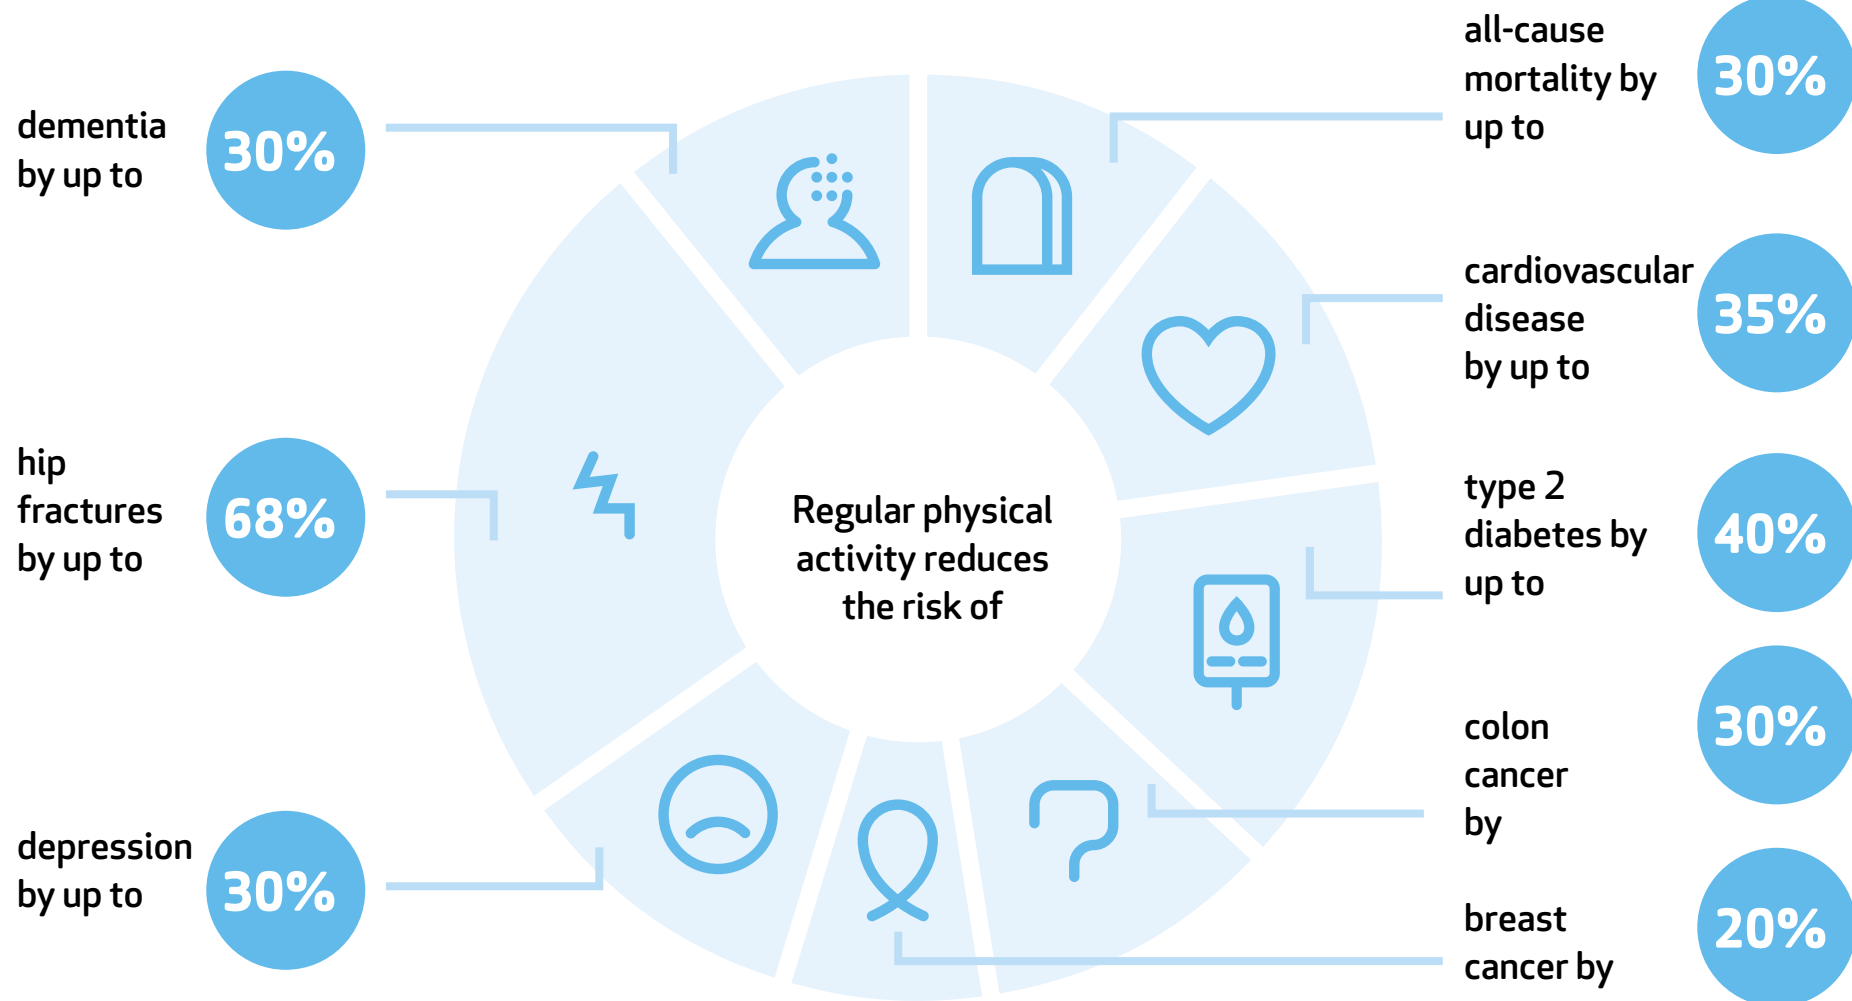 Regular physical
activity reduces
the risk of
all-cause
mortality by
up to
30%
cardiovascular
disease
by up to
35%
type 2
diabetes by
up to
40%
colon
cancer
by
30%
breast
cancer by
20%
depression
by up to
30%
hip
fractures
by up to
68%
dementia
by up to
30%